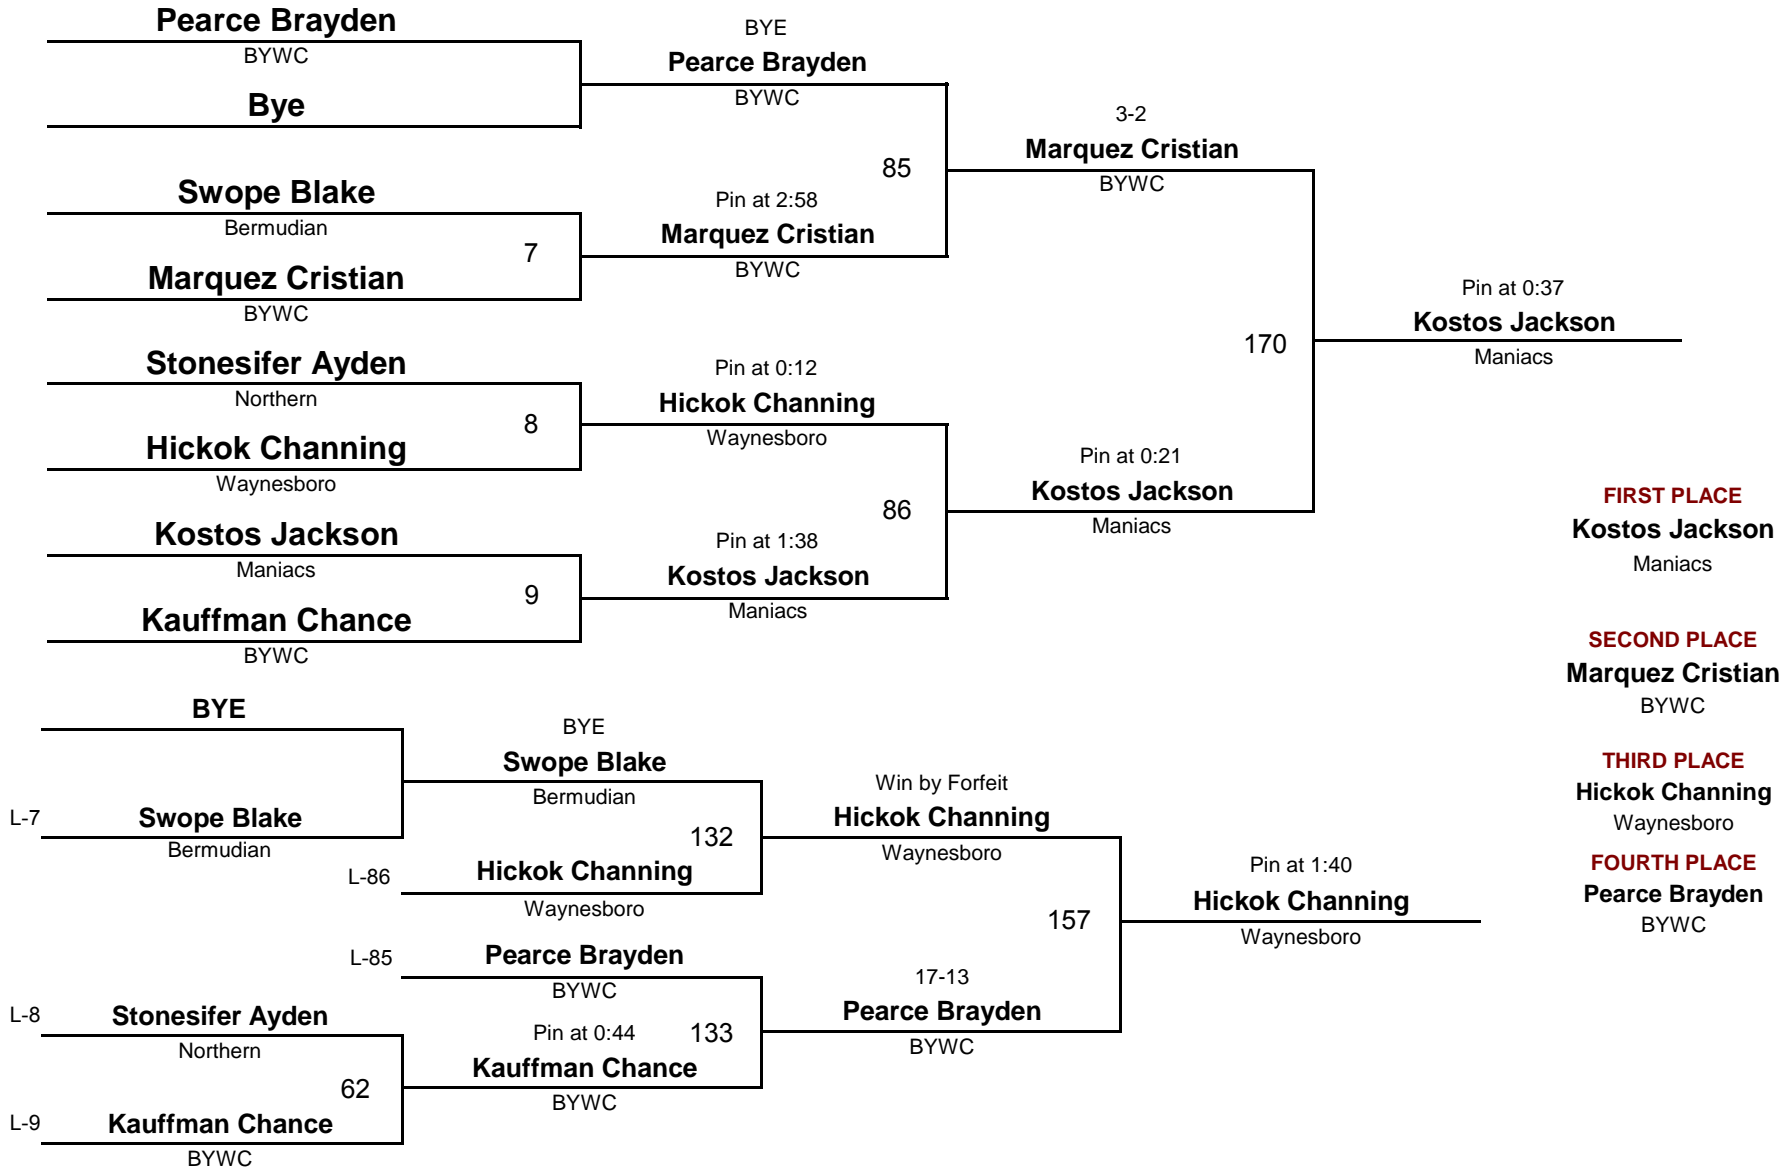 Pearce Brayden
BYWC
Bye
Swope Blake
Bermudian
7
Marquez Cristian
BYWC
Stonesifer Ayden
Northern
8
Hickok Channing
Waynesboro
Kostos Jackson
Maniacs
9
Kauffman Chance
BYWC
BYE
Pearce Brayden
BYWC
85
Pin at 2:58
Marquez Cristian
BYWC
Pin at 0:12
Hickok Channing
Waynesboro
86
Pin at 1:38
Kostos Jackson
Maniacs
3-2
Marquez Cristian
BYWC
170
Pin at 0:21
Kostos Jackson
Maniacs
Pin at 0:37
Kostos Jackson
Maniacs
FIRST PLACE
Kostos Jackson
Maniacs
SECOND PLACE
Marquez Cristian
BYWC
THIRD PLACE
Hickok Channing
Waynesboro
FOURTH PLACE
Pearce Brayden
BYWC
BYE
L-7
Swope Blake
Bermudian
L-8
Stonesifer Ayden
Northern
62
L-9
Kauffman Chance
BYWC
BYE
Swope Blake
Bermudian
132
L-86
Hickok Channing
Waynesboro
L-85
Pearce Brayden
BYWC
Pin at 0:44
133
Kauffman Chance
BYWC
Win by Forfeit
Hickok Channing
Waynesboro
157
17-13
Pearce Brayden
BYWC
Pin at 1:40
Hickok Channing
Waynesboro